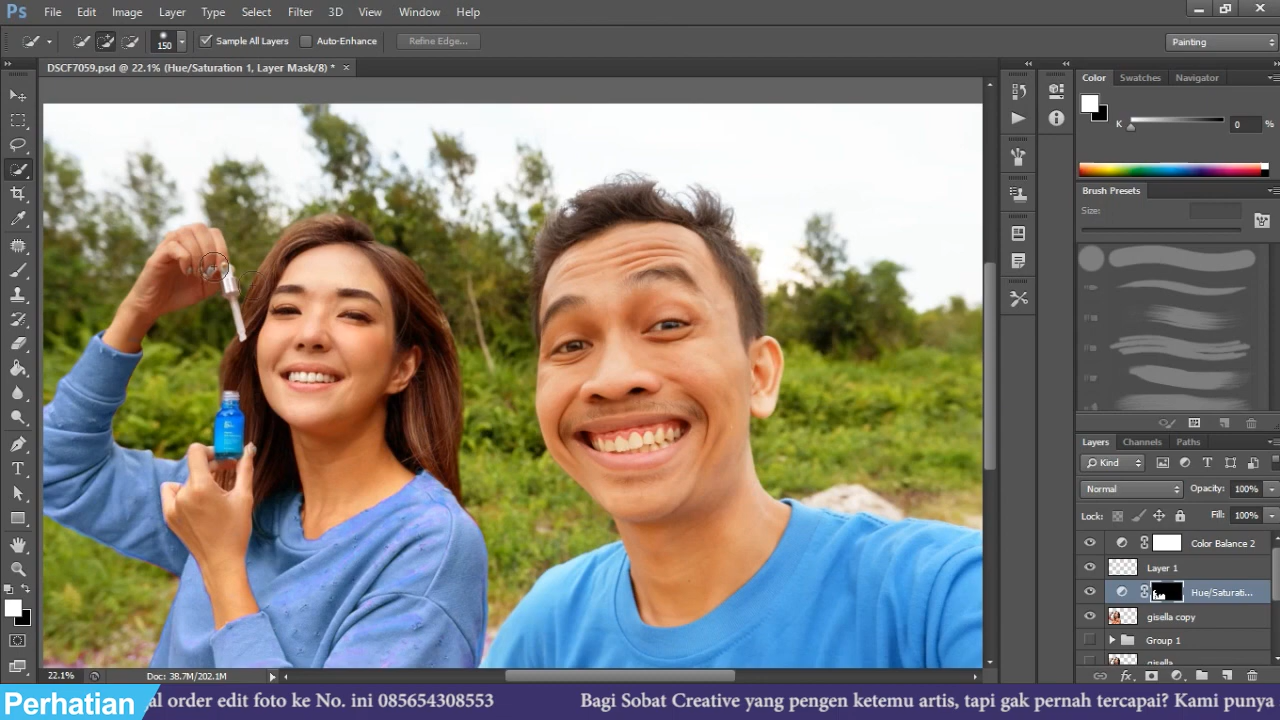 Ps File Edit Image Layer Type Select Filter 3D View Window Help
150 Sample All Layers Auto-Enhance Refine Edge... Painting
DSCF7059.psd @ 22.1% (Hue/Saturation 1, Layer Mask/8) * ×
Color Swatches Navigator
K 0 %
Brush Presets
Size:
Layers Channels Paths
Kind
Normal Opacity: 100%
Lock: Fill: 100%
Color Balance 2
Layer 1
Hue/Saturati...
gisella copy
Group 1
gisella
22.1% Doc: 38.7M/202.1M
Perhatian al order edit foto ke No. ini 085654308553 Bagi Sobat Creative yang pengen ketemu artis, tapi gak pernah tercapai? Kami punya